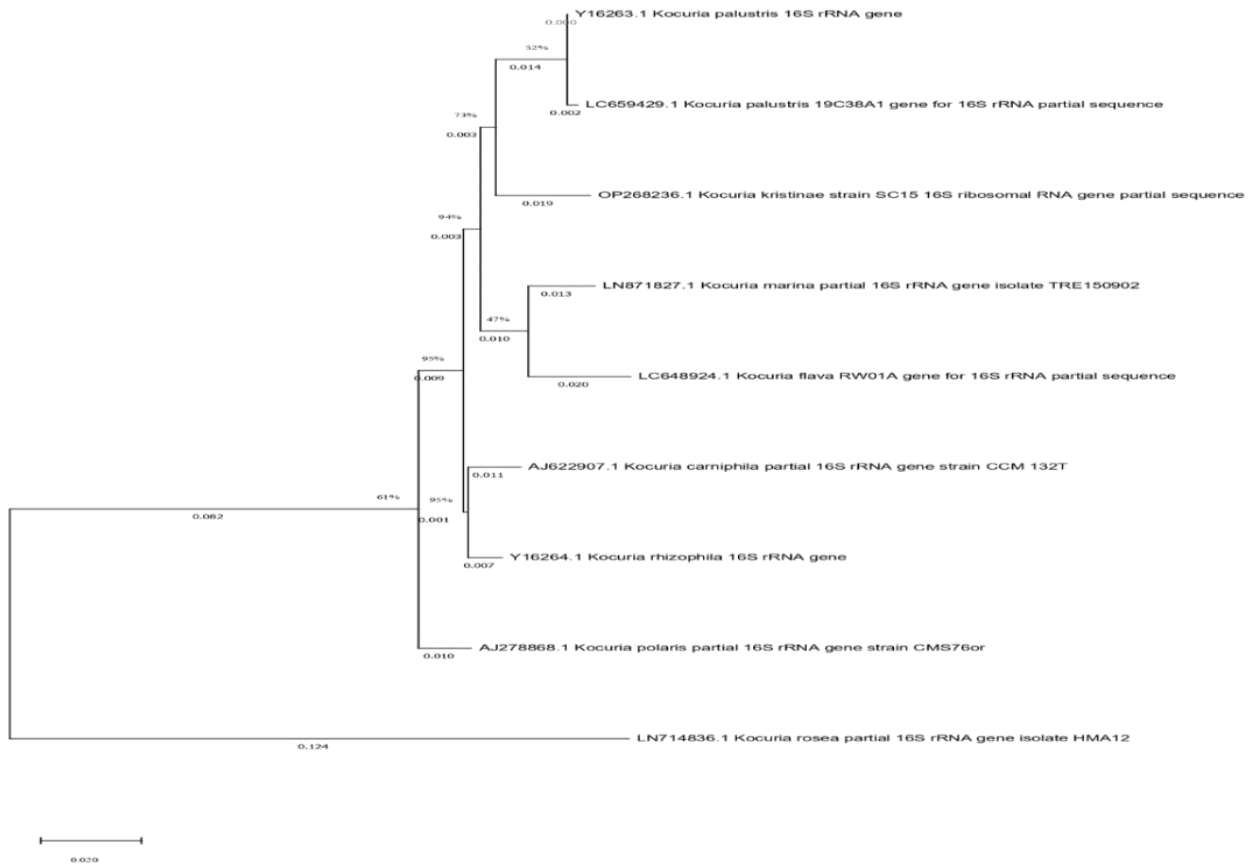 Y16263.1 Kocuria palustris 16S rRNA gene
0.000
52%
0.014
LC659429.1 Kocuria palustris 19C38A1 gene for 16S rRNA partial sequence
0.002
73%
0.003
OP268236.1 Kocuria kristinae strain SC15 16S ribosomal RNA gene partial sequence
0.019
94%
0.003
LN871827.1 Kocuria marina partial 16S rRNA gene isolate TRE150902
0.013
47%
0.010
95%
0.009
LC648924.1 Kocuria flava RW01A gene for 16S rRNA partial sequence
0.020
AJ622907.1 Kocuria carniphila partial 16S rRNA gene strain CCM 132T
0.011
61%
95%
0.082
0.001
Y16264.1 Kocuria rhizophila 16S rRNA gene
0.007
AJ278868.1 Kocuria polaris partial 16S rRNA gene strain CMS76or
0.010
LN714836.1 Kocuria rosea partial 16S rRNA gene isolate HMA12
0.124
0.020